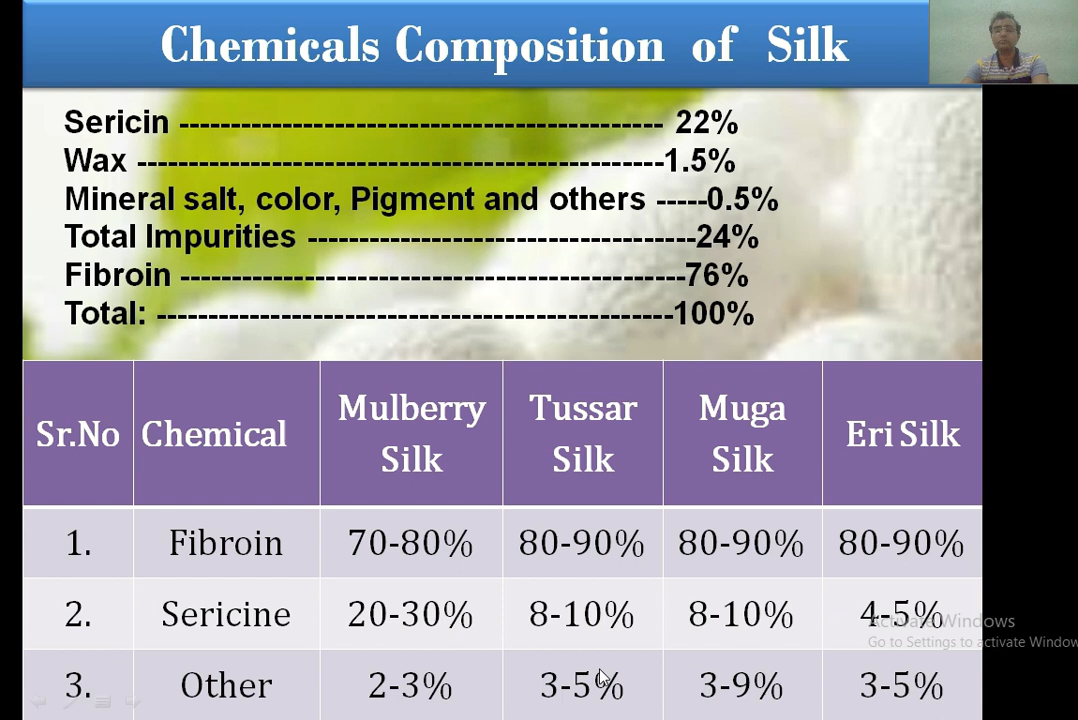 Chemicals Composition of Silk
Sericin ----------------------------------------------- 22%
Wax ---------------------------------------------------1.5%
Mineral salt, color, Pigment and others -----0.5%
Total Impurities -------------------------------------24%
Fibroin -------------------------------------------------76%
Total: --------------------------------------------------100%
Sr.No Chemical Mulberry Silk Tussar Silk Muga Silk Eri Silk
1. Fibroin 70-80% 80-90% 80-90% 80-90%
2. Sericine 20-30% 8-10% 8-10% 4-5%
3. Other 2-3% 3-5% 3-9% 3-5%
Activate Windows
Go to Settings to activate Window